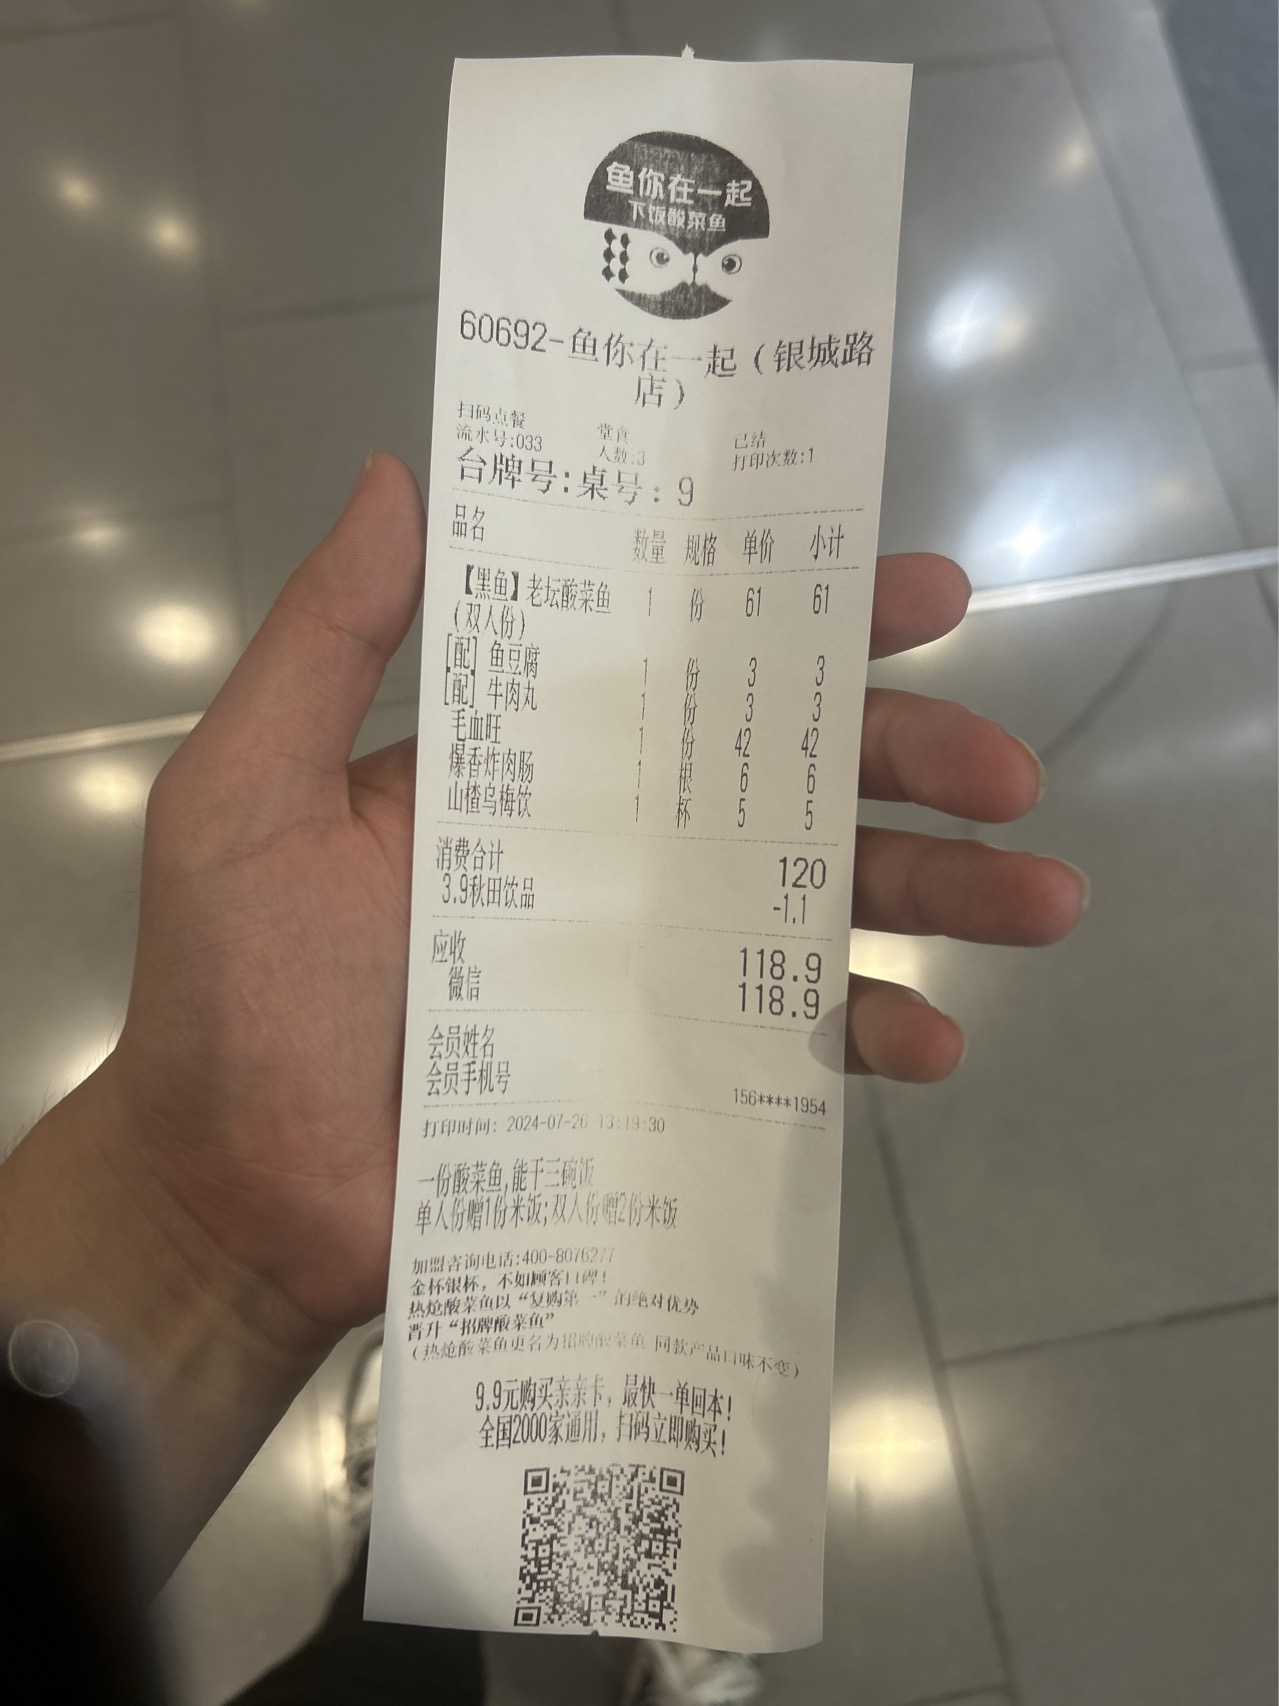 鱼你在一起
下饭酸菜鱼
60692-鱼你在一起（银城路
店）
扫码点餐 堂食 已结
流水号:033 人数:3 打印次数:1
台牌号:桌号：9
品名 数量 规格 单价 小计
【黑鱼】老坛酸菜鱼 1 份 61 61
(双人份)
[配] 鱼豆腐 1 份 3 3
[配] 牛肉丸 1 份 3 3
毛血旺 1 份 42 42
爆香炸肉肠 1 根 6 6
山楂乌梅饮 1 杯 5 5
消费合计 120
3.9秋田饮品 -1.1
应收 118.9
微信 118.9
会员姓名
会员手机号
156****1954
打印时间: 2024-07-26 13:19:30
一份酸菜鱼,能干三碗饭
单人份赠1份米饭;双人份赠2份米饭
加盟咨询电话:400-8076277
金杯银杯，不如顾客口碑！
热炝酸菜鱼以“复购第一”的绝对优势
晋升“招牌酸菜鱼”
(热炝酸菜鱼更名为招牌酸菜鱼 同款产品口味不变)
9.9元购买亲亲卡，最快一单回本！
全国2000家通用，扫码立即购买！